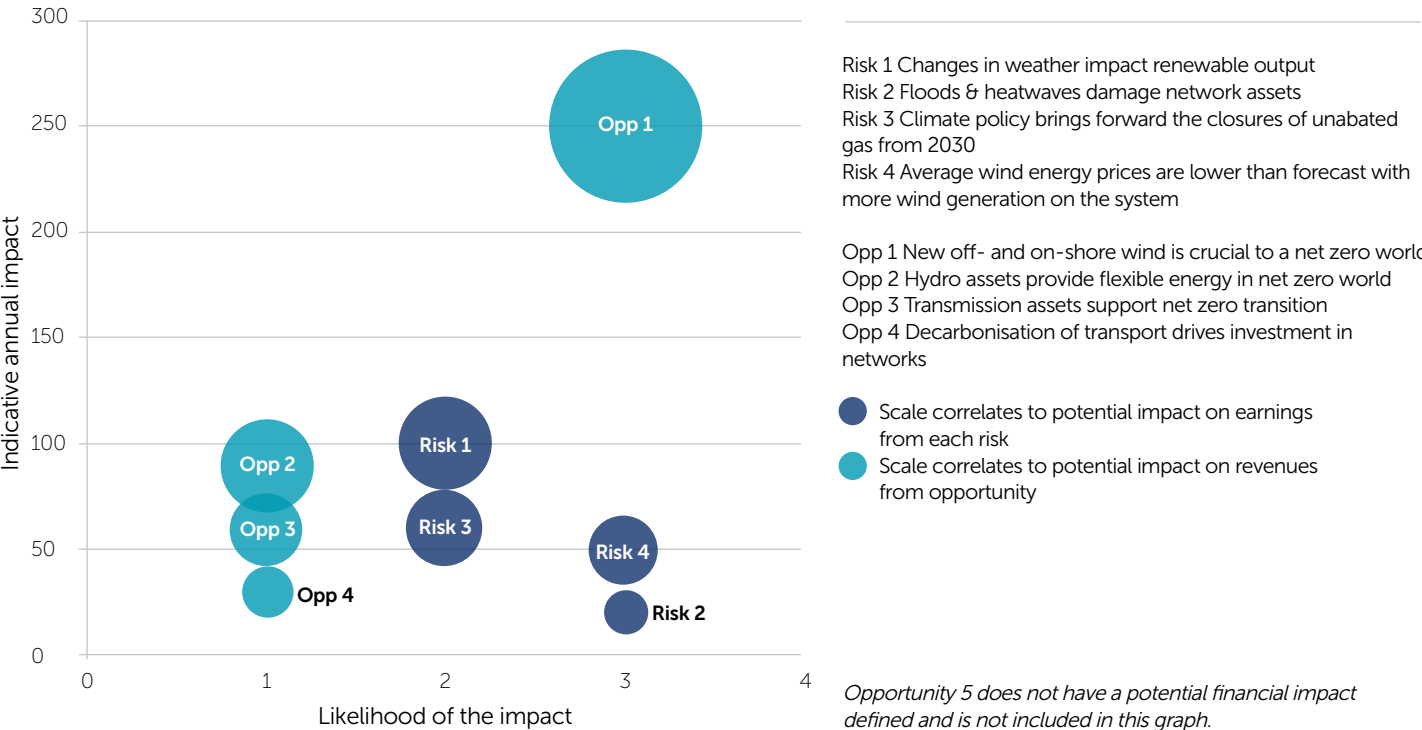 300
250
200
150
100
50
0
0
1
2
3
4
Indicative annual impact
Likelihood of the impact
Opp 1
Opp 2
Opp 3
Opp 4
Risk 1
Risk 3
Risk 4
Risk 2
Risk 1 Changes in weather impact renewable output
Risk 2 Floods & heatwaves damage network assets
Risk 3 Climate policy brings forward the closures of unabated
gas from 2030
Risk 4 Average wind energy prices are lower than forecast with
more wind generation on the system
Opp 1 New off- and on-shore wind is crucial to a net zero world
Opp 2 Hydro assets provide flexible energy in net zero world
Opp 3 Transmission assets support net zero transition
Opp 4 Decarbonisation of transport drives investment in
networks
Scale correlates to potential impact on earnings
from each risk
Scale correlates to potential impact on revenues
from opportunity
Opportunity 5 does not have a potential financial impact
defined and is not included in this graph.